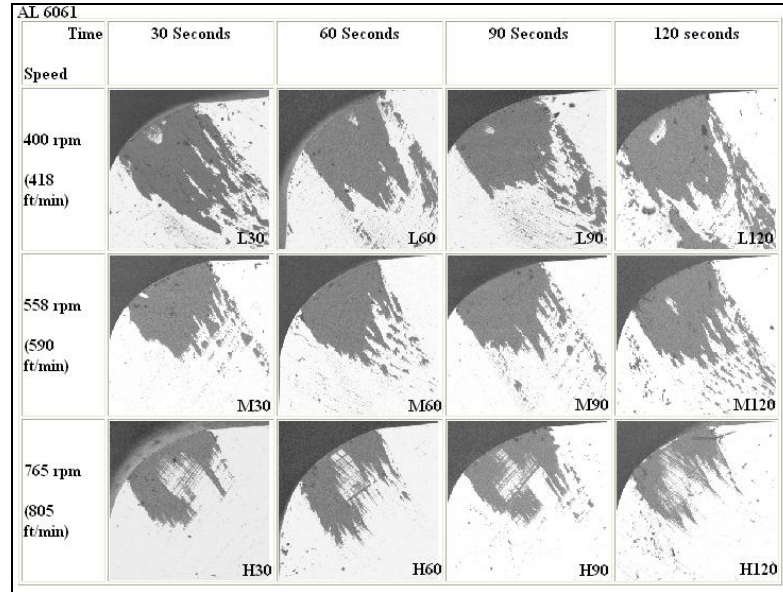 AL 6061
Time 30 Seconds 60 Seconds 90 Seconds 120 seconds
Speed
400 rpm
(418
ft/min)
L30 L60 L90 L120
558 rpm
(590
ft/min)
M30 M60 M90 M120
765 rpm
(805
ft/min)
H30 H60 H90 H120